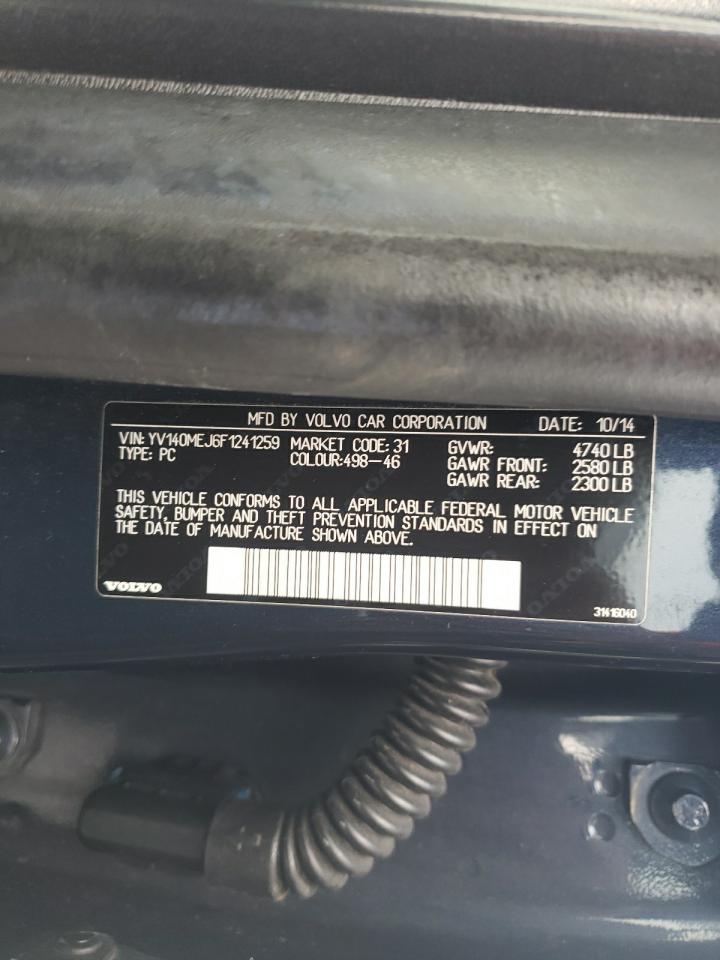 MFD BY VOLVO CAR CORPORATION DATE: 10/14
VIN: YV140MEJ6F1241259 MARKET CODE: 31 GVWR: 4740 LB
TYPE: PC COLOUR:498-46 GAWR FRONT: 2580 LB
GAWR REAR: 2300 LB
THIS VEHICLE CONFORMS TO ALL APPLICABLE FEDERAL MOTOR VEHICLE
SAFETY, BUMPER AND THEFT PREVENTION STANDARDS IN EFFECT ON
THE DATE OF MANUFACTURE SHOWN ABOVE.
VOLVO
31416040